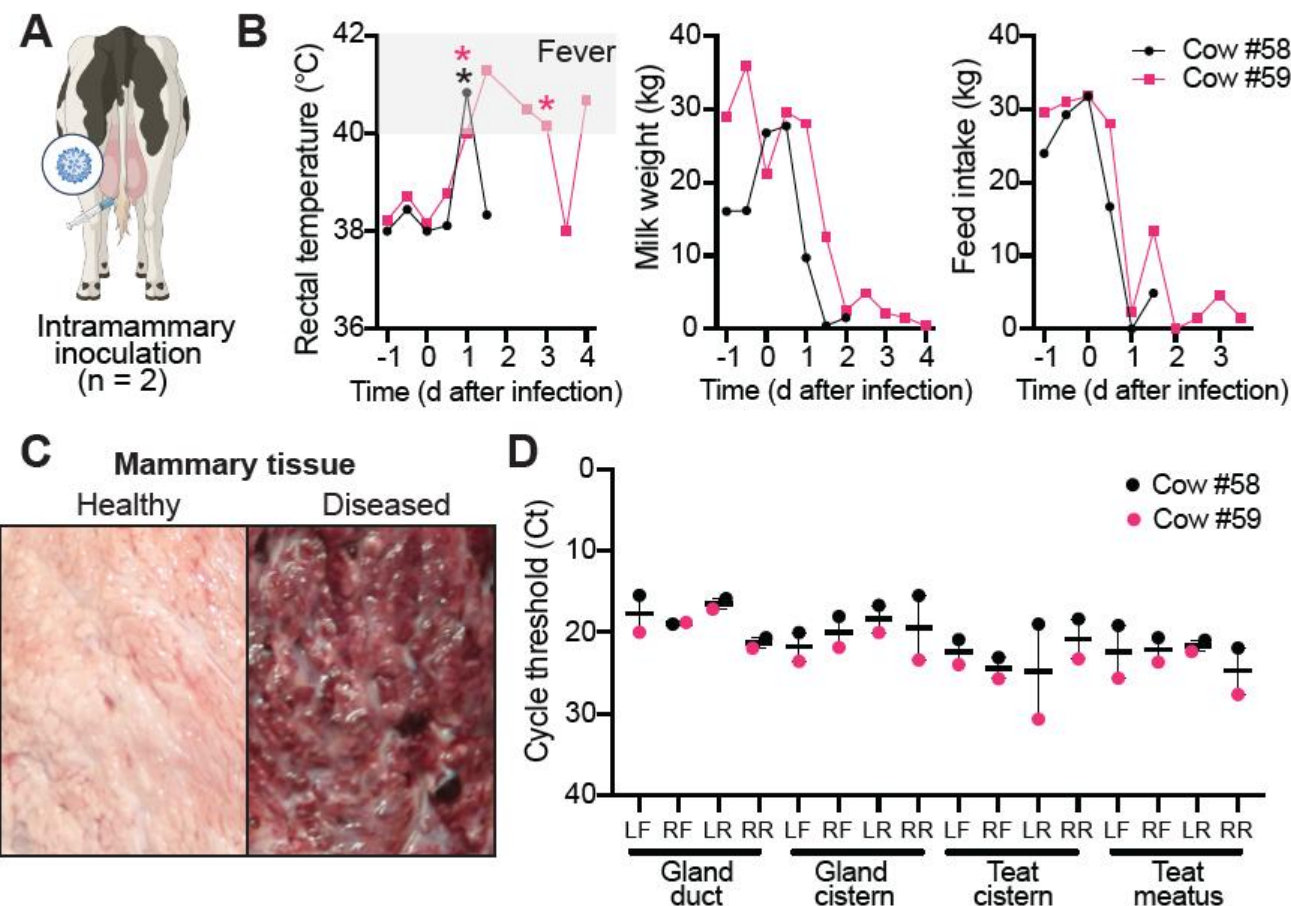 A
Intramammary
inoculation
(n = 2)
B
Rectal temperature (°C)
42
40
38
36
Fever
*
*
*
-1 0 1 2 3 4
Time (d after infection)
Milk weight (kg)
40
30
20
10
0
-1 0 1 2 3 4
Time (d after infection)
Feed intake (kg)
40
30
20
10
0
-1 0 1 2 3
Time (d after infection)
Cow #58
Cow #59
C
Mammary tissue
Healthy Diseased
D
Cycle threshold (Ct)
0
10
20
30
40
Cow #58
Cow #59
LF RF LR RR LF RF LR RR LF RF LR RR LF RF LR RR
Gland
duct
Gland
cistern
Teat
cistern
Teat
meatus